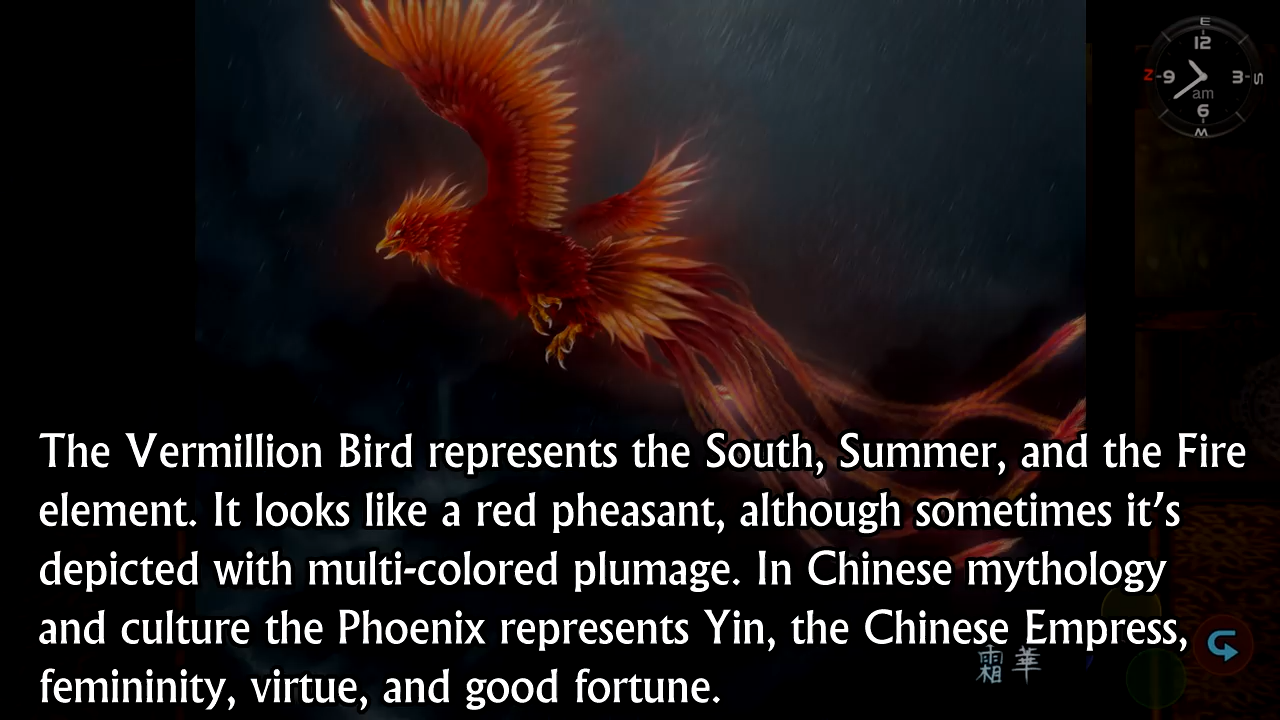 E
12
Z-9
3-S
am
6
W
The Vermillion Bird represents the South, Summer, and the Fire
element. It looks like a red pheasant, although sometimes it's
depicted with multi-colored plumage. In Chinese mythology
and culture the Phoenix represents Yin, the Chinese Empress,
霜華
femininity, virtue, and good fortune.